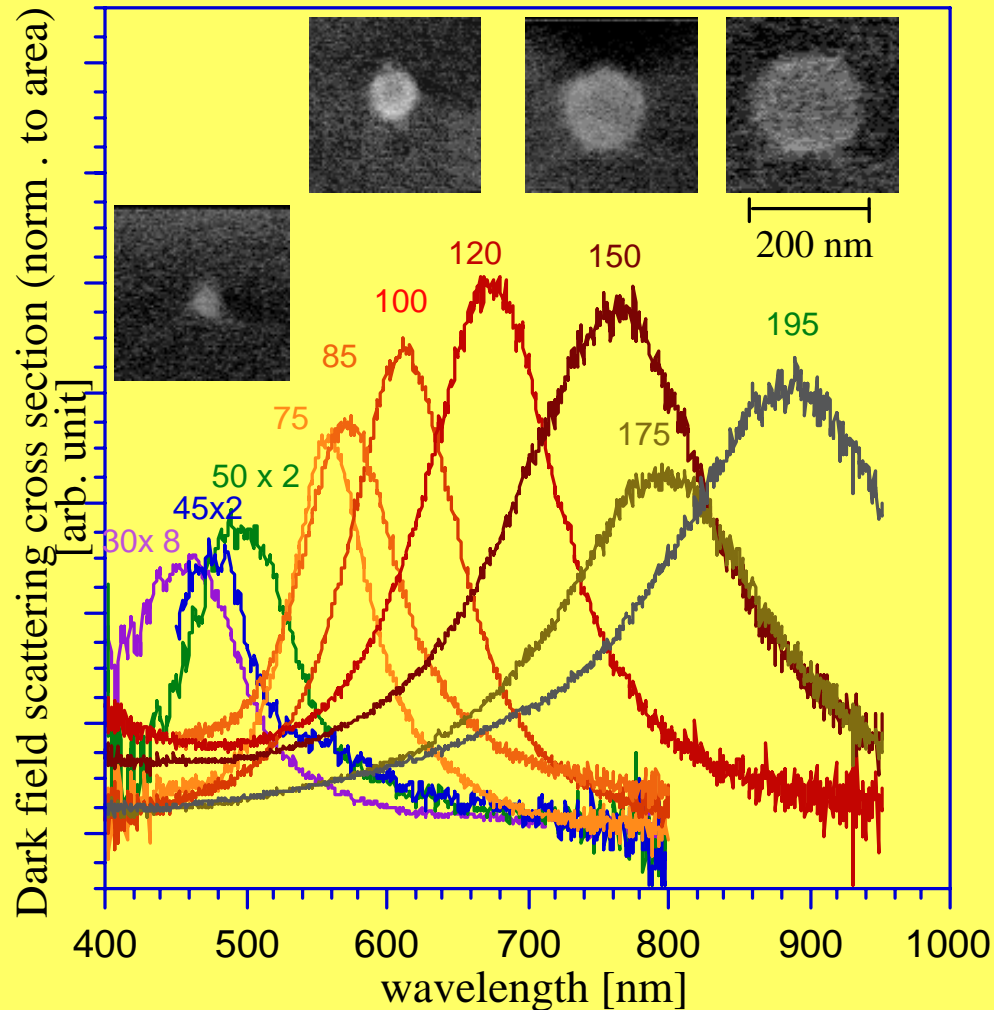 Dark field scattering cross section (norm . to area)
[arb. unit]
200 nm
120
150
100
195
85
75
175
50 x 2
45x2
30x 8
400 500 600 700 800 900 1000
wavelength [nm]